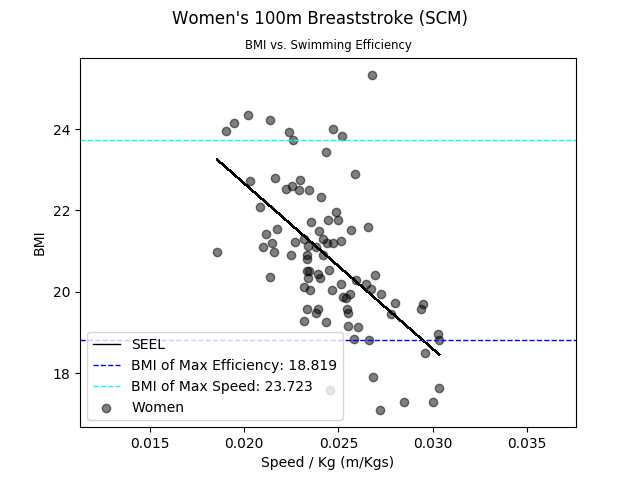 Women's 100m Breaststroke (SCM)
BMI vs. Swimming Efficiency
BMI
24
22
20
18
SEEL
BMI of Max Efficiency: 18.819
BMI of Max Speed: 23.723
Women
0.015 0.020 0.025 0.030 0.035
Speed / Kg (m/Kgs)